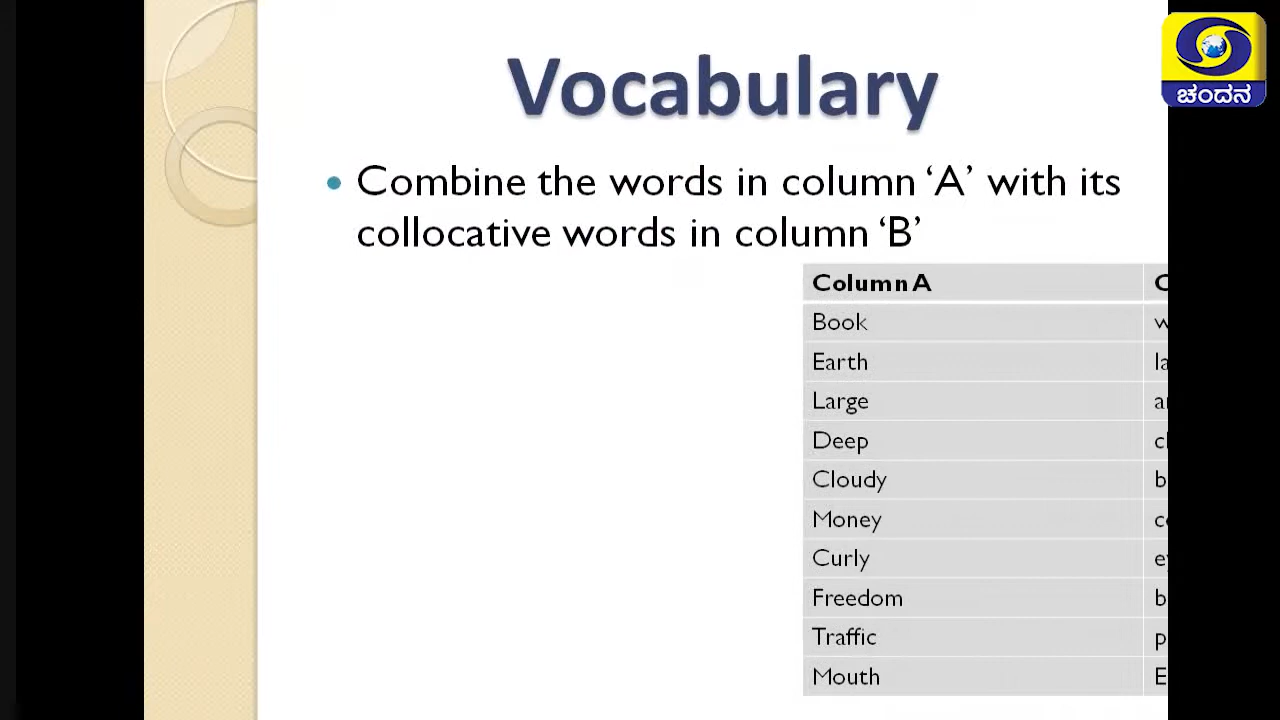 Vocabulary
ಚಂದನ
• Combine the words in column ‘A’ with its
collocative words in column ‘B’
Column A
Book
Earth
Large
Deep
Cloudy
Money
Curly
Freedom
Traffic
Mouth